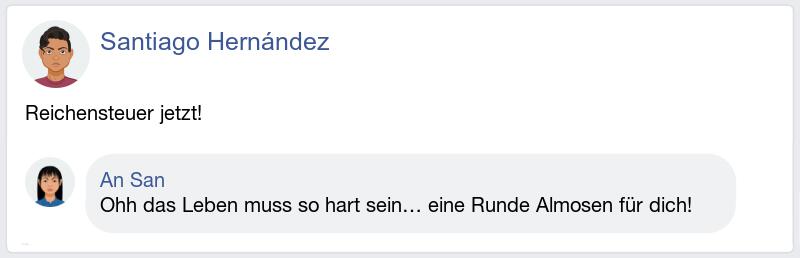 Santiago Hernández
Reichensteuer jetzt!
An San
Ohh das Leben muss so hart sein… eine Runde Almosen für dich!